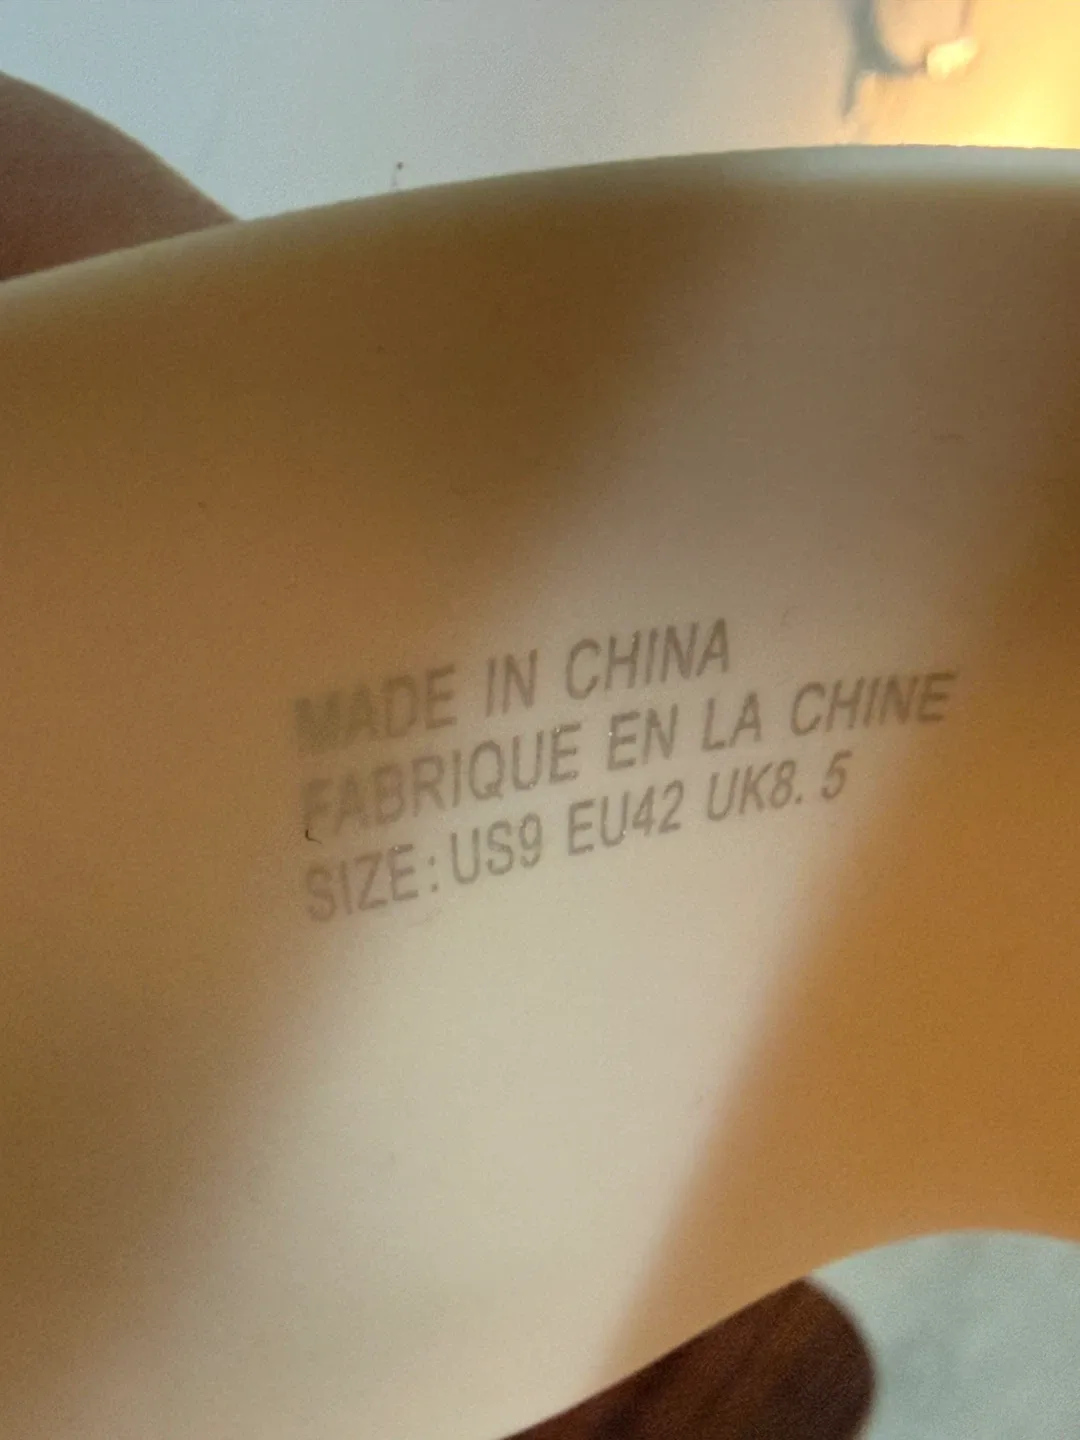 MADE IN CHINA
FABRIQUE EN LA CHINE
SIZE:US9 EU42 UK8.5